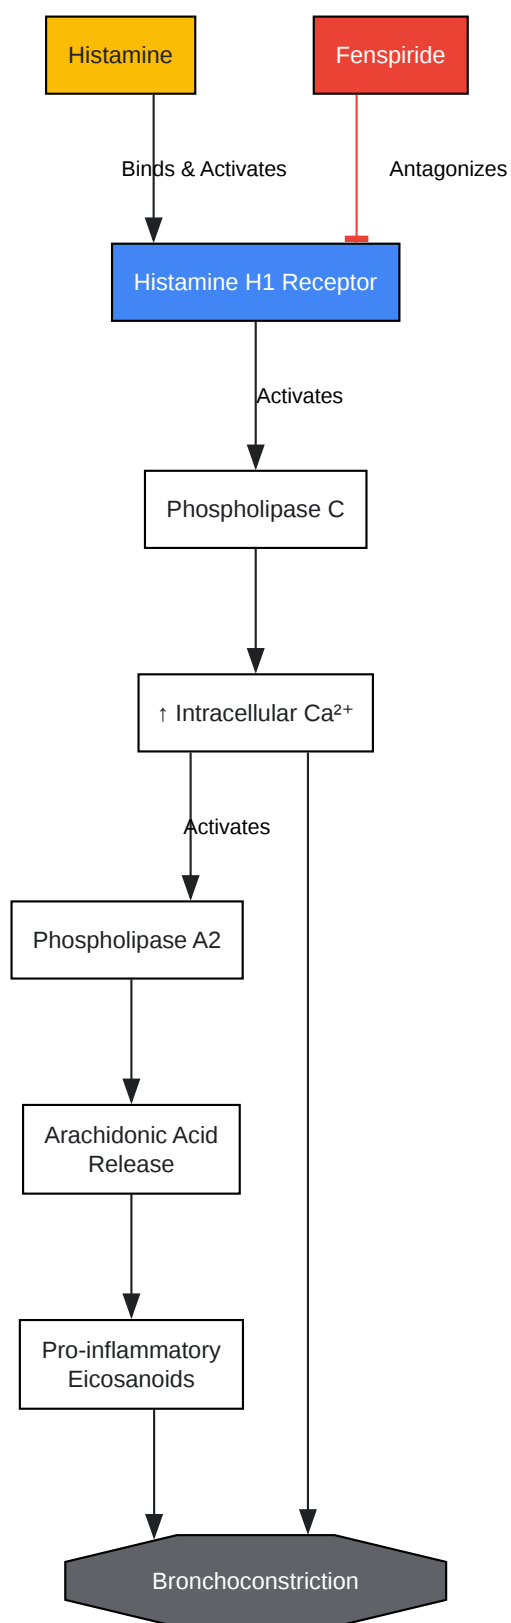 Histamine
Fenspiride
Binds & Activates
Antagonizes
Histamine H1 Receptor
Activates
Phospholipase C
↑ Intracellular Ca²⁺
Activates
Phospholipase A2
Arachidonic Acid
Release
Pro-inflammatory
Eicosanoids
Bronchoconstriction